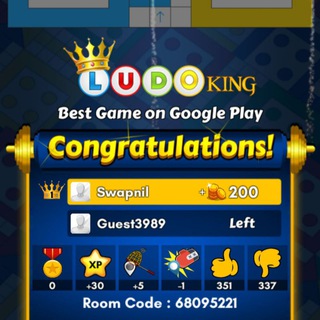 LUDO KING
Best Game on Google Play
Congratulations!
1 Swapnil +200
Guest3989 Left
XP
0 +30 +5 -1 351 337
Room Code : 68095221